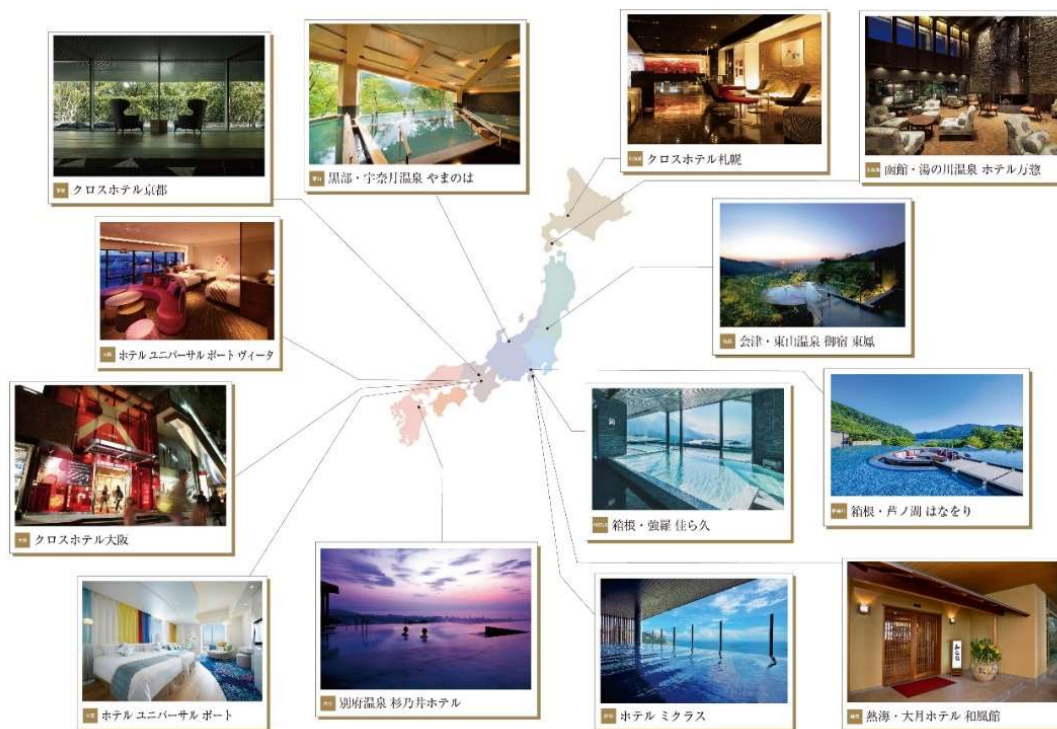 クロスホテル京都
黒部・宇奈月温泉 やまのは
クロスホテル札幌
函館・湯の川温泉 ホテル万惣
ホテル ユニバーサル ポート ヴィータ
会津・東山温泉 御宿 東鳳
クロスホテル大阪
箱根・強羅 佳ら久
箱根・芦ノ湖 はなをり
ホテル ユニバーサル ポート
別府温泉 杉乃井ホテル
ホテル ミクラス
熱海・大月ホテル 和風館